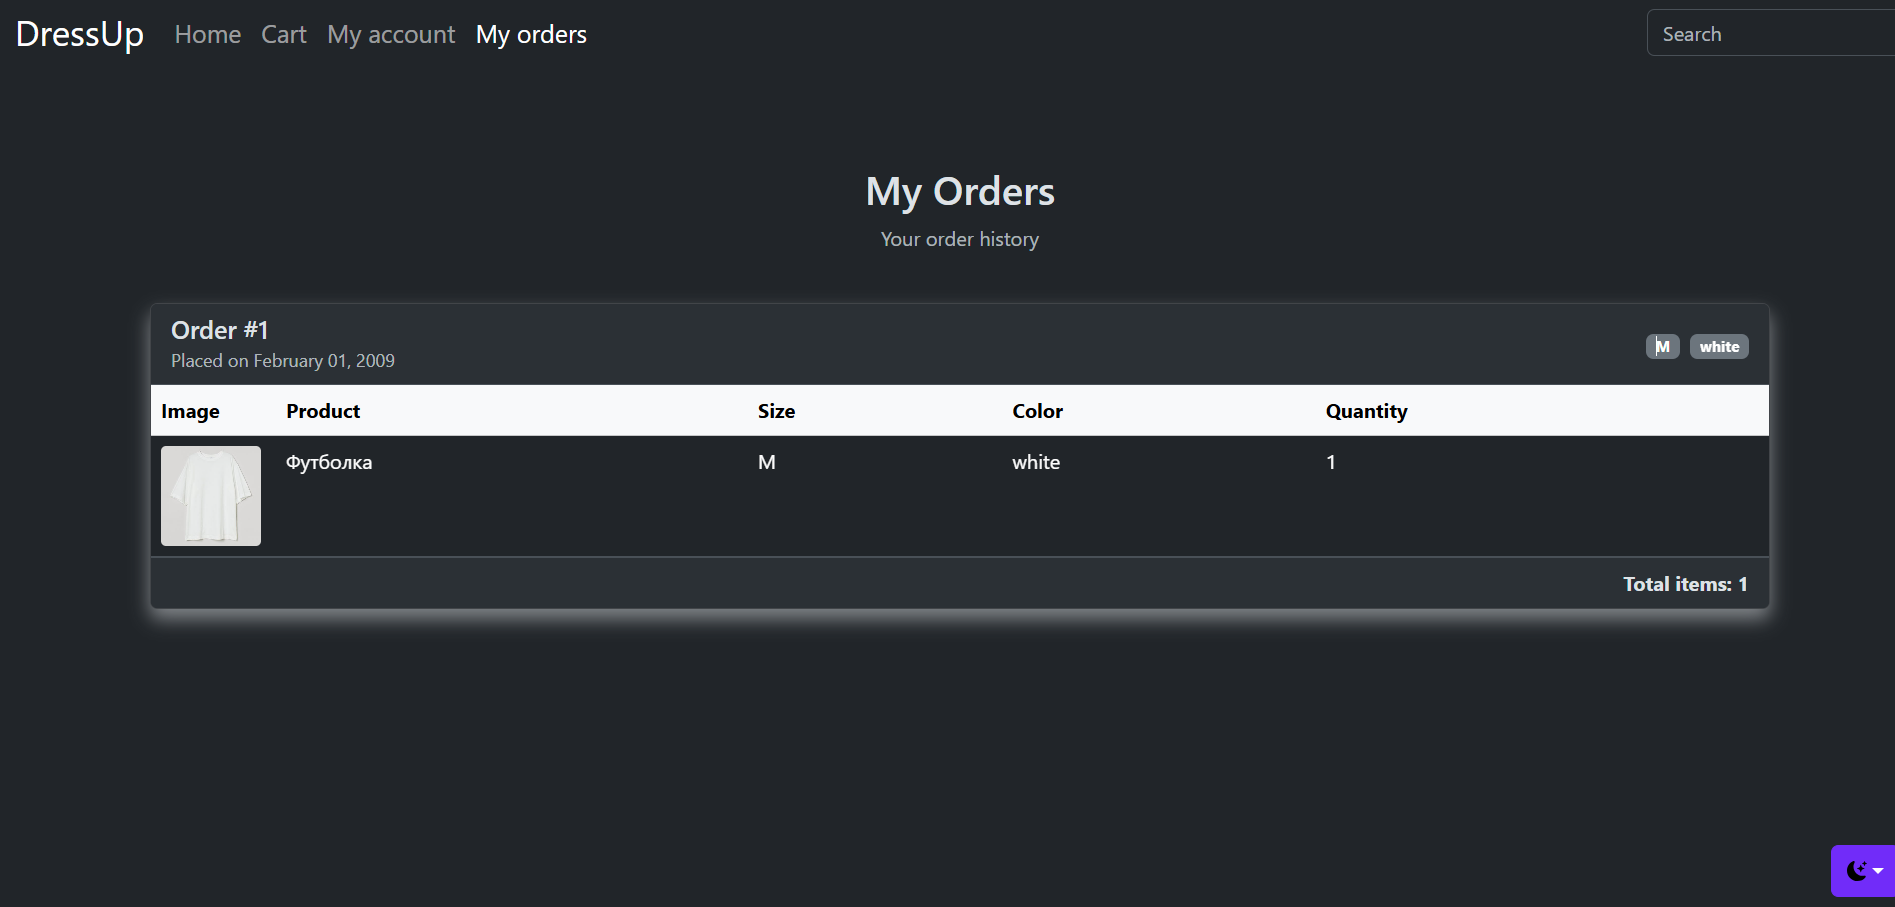 DressUp Home Cart My account My orders Search
My Orders
Your order history
Order #1
Placed on February 01, 2009
M white
Image Product Size Color Quantity
Футболка M white 1
Total items: 1